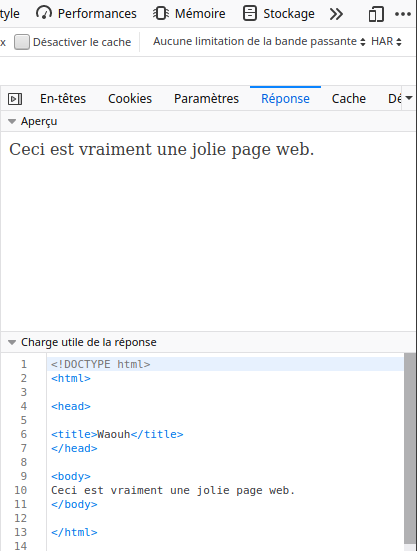 tyle Performances Mémoire Stockage
x Désactiver le cache Aucune limitation de la bande passante HAR
En-têtes Cookies Paramètres Réponse Cache Dé
Aperçu
Ceci est vraiment une jolie page web.
Charge utile de la réponse
1 <!DOCTYPE html>
2 <html>
3
4 <head>
5
6 <title>Waouh</title>
7 </head>
8
9 <body>
10 Ceci est vraiment une jolie page web.
11 </body>
12
13 </html>
14